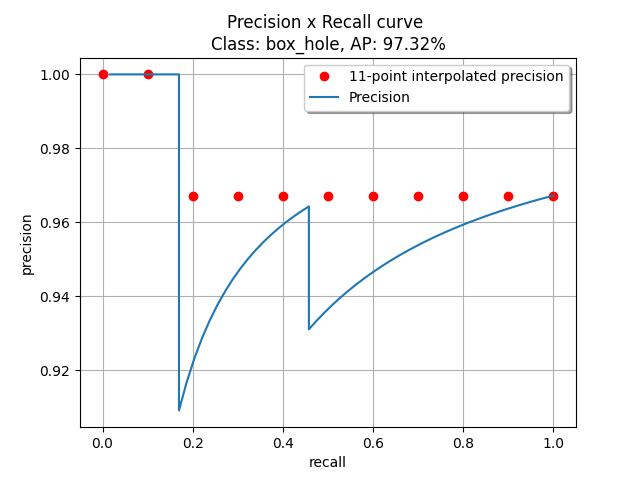 Precision x Recall curve
Class: box_hole, AP: 97.32%
11-point interpolated precision
Precision
1.00
0.98
0.96
0.94
0.92
precision
0.0 0.2 0.4 0.6 0.8 1.0
recall